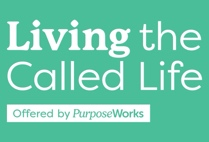 Living the
Called Life
Offered by PurposeWorks